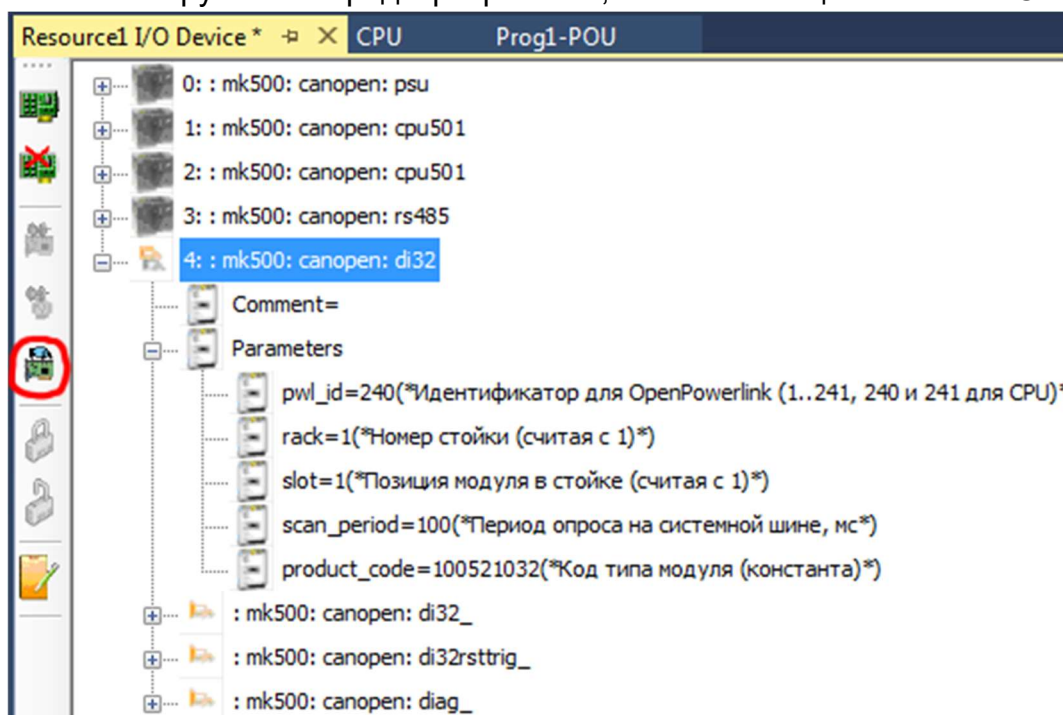 Resource1 I/O Device*
CPU
Prog1-POU
0: : mk500: canopen: psu
1: : mk500: canopen: cpu501
2: : mk500: canopen: cpu501
3: : mk500: canopen: rs485
4: : mk500: canopen: di32
Comment=
Parameters
pwl_id=240(*Идентификатор для OpenPowerlink (1..241, 240 и 241 для CPU)*
rack=1(*Номер стойки (считая с 1)*)
slot=1(*Позиция модуля в стойке (считая с 1)*)
scan_period=100(*Период опроса на системной шине, мс*)
product_code=100521032(*Код типа модуля (константа)*)
: mk500: canopen: di32_
: mk500: canopen: di32rsttrig_
: mk500: canopen: diag_